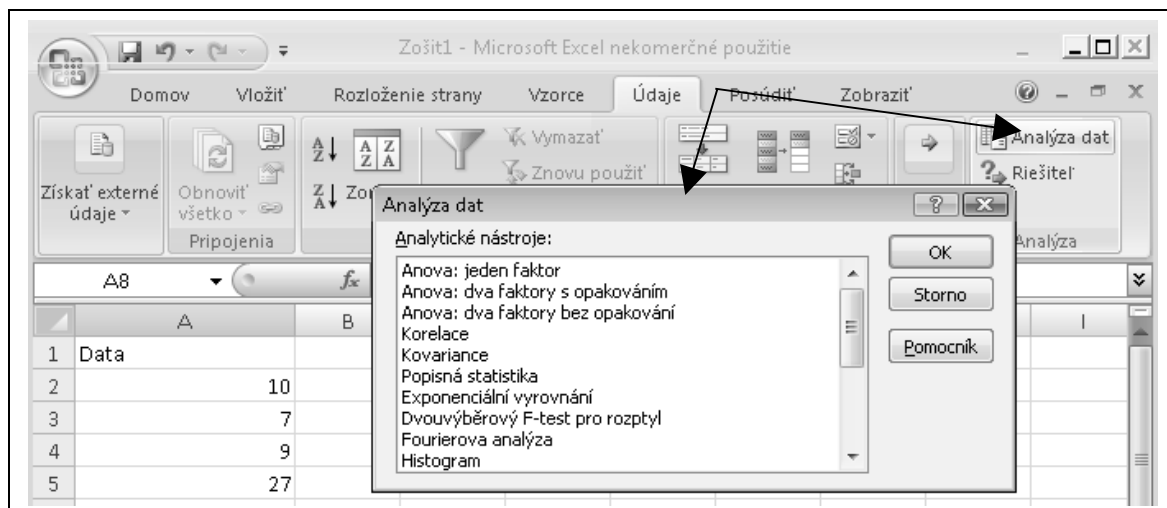 Zošit1 - Microsoft Excel nekomerčné použitie
Domov Vložiť Rozloženie strany Vzorce Údaje Posúdiť Zobraziť
Získať externé údaje
Obnoviť všetko
Pripojenia
Vymazať
Znovu použiť
Analýza dat
Riešiteľ
Analýza
Analýza dat
Analytické nástroje:
Anova: jeden faktor
Anova: dva faktory s opakováním
Anova: dva faktory bez opakování
Korelace
Kovariance
Popisná statistika
Exponenciální vyrovnání
Dvouvýběrový F-test pro rozptyl
Fourierova analýza
Histogram
OK
Storno
Pomocník
A8 fx
A B I
1 Data
2 10
3 7
4 9
5 27